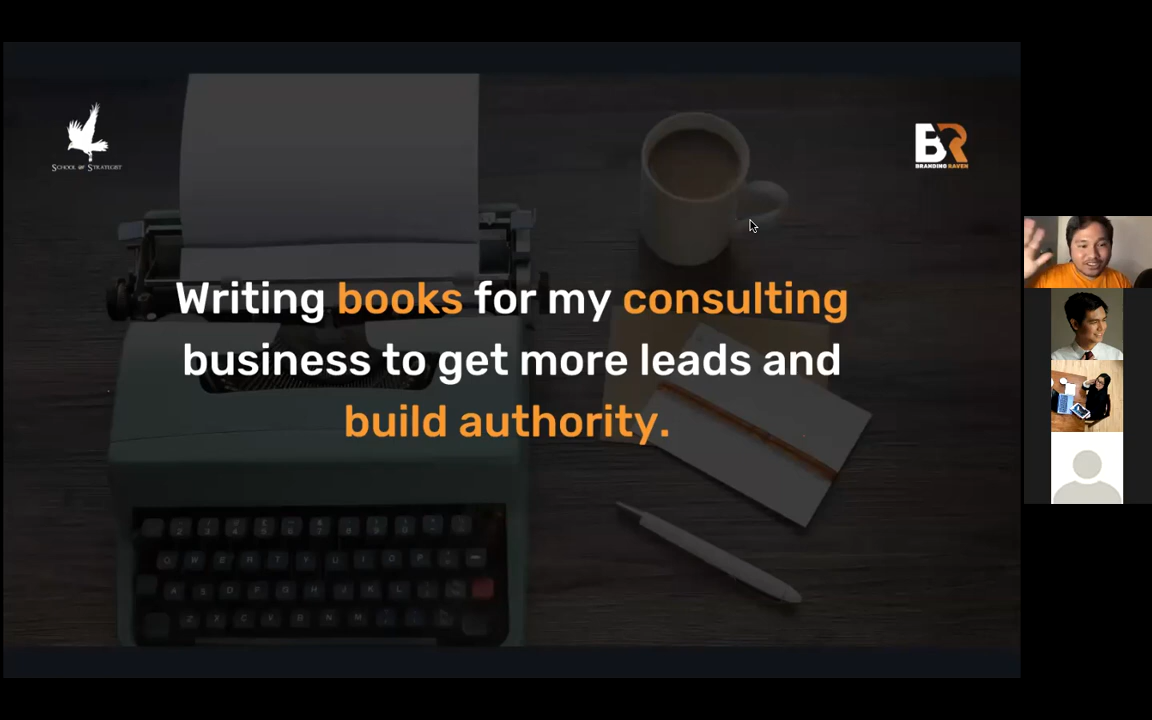 SCHOOL OF STRATEGIST
BR
BRANDING RAVEN
Writing books for my consulting
business to get more leads and
build authority.